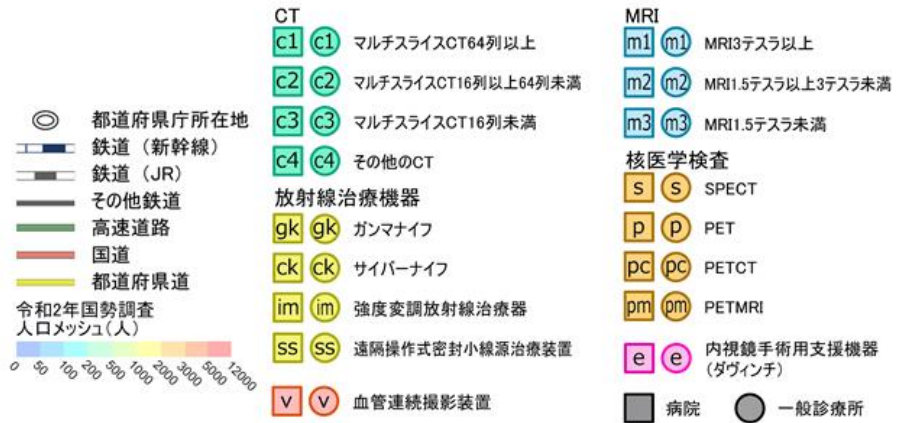 都道府県庁所在地
鉄道（新幹線）
鉄道（JR）
その他鉄道
高速道路
国道
都道府県道
令和2年国勢調査
人口メッシュ(人)
0 50 100 200 500 1000 2000 3000 5000 12000
CT
c1 c1 マルチスライスCT64列以上
c2 c2 マルチスライスCT16列以上64列未満
c3 c3 マルチスライスCT16列未満
c4 c4 その他のCT
放射線治療機器
gk gk ガンマナイフ
ck ck サイバーナイフ
im im 強度変調放射線治療器
ss ss 遠隔操作式密封小線源治療装置
v v 血管連続撮影装置
MRI
m1 m1 MRI3テスラ以上
m2 m2 MRI1.5テスラ以上3テスラ未満
m3 m3 MRI1.5テスラ未満
核医学検査
s s SPECT
p p PET
pc pc PETCT
pm pm PETMRI
e e 内視鏡手術用支援機器
(ダヴィンチ)
病院 一般診療所